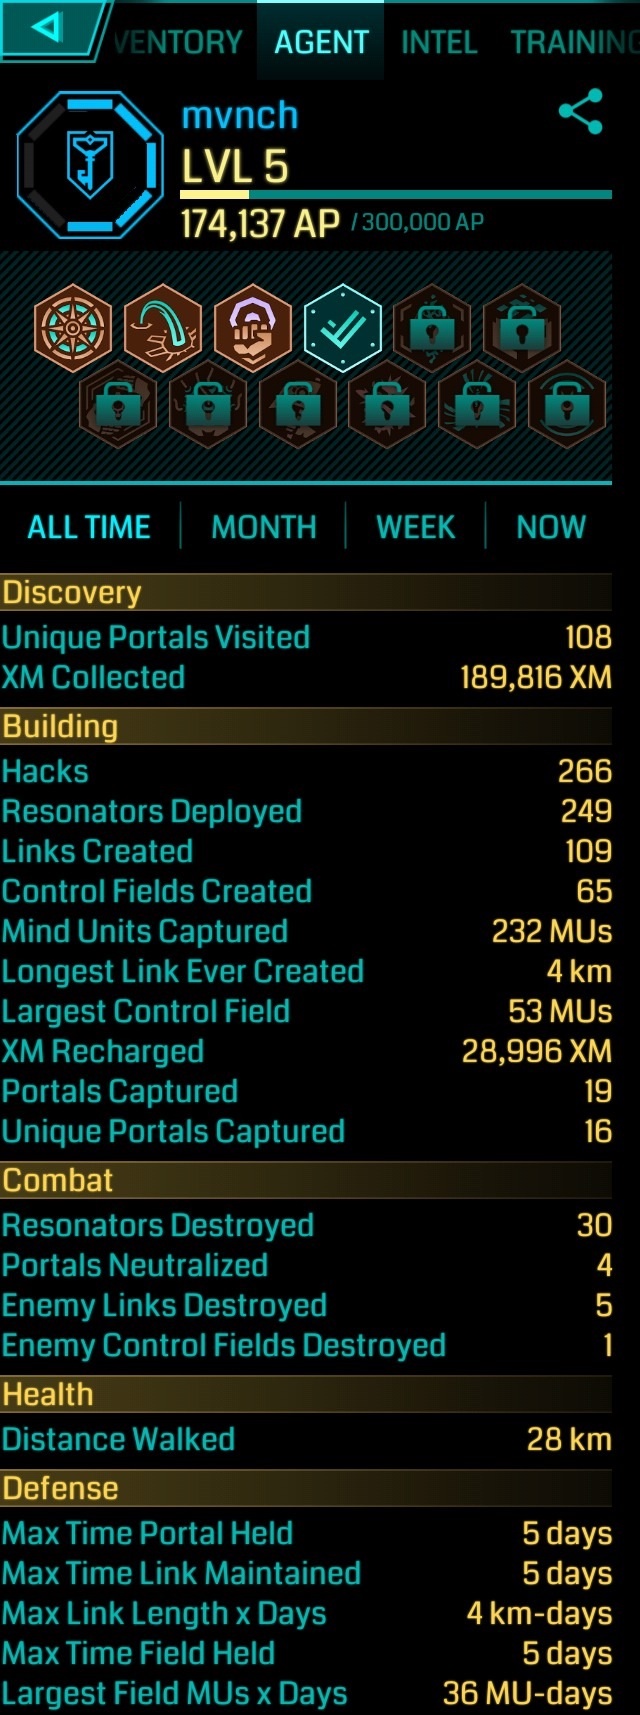 VENTORY AGENT INTEL TRAINING
mvnch
LVL 5
174,137 AP / 300,000 AP
ALL TIME MONTH WEEK NOW
Discovery
Unique Portals Visited 108
XM Collected 189,816 XM
Building
Hacks 266
Resonators Deployed 249
Links Created 109
Control Fields Created 65
Mind Units Captured 232 MUs
Longest Link Ever Created 4 km
Largest Control Field 53 MUs
XM Recharged 28,996 XM
Portals Captured 19
Unique Portals Captured 16
Combat
Resonators Destroyed 30
Portals Neutralized 4
Enemy Links Destroyed 5
Enemy Control Fields Destroyed 1
Health
Distance Walked 28 km
Defense
Max Time Portal Held 5 days
Max Time Link Maintained 5 days
Max Link Length x Days 4 km-days
Max Time Field Held 5 days
Largest Field MUs x Days 36 MU-days